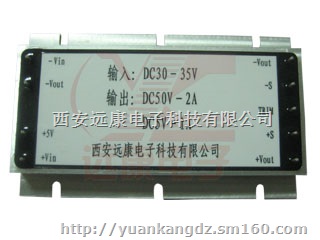 -Vin
-Vout
输入: DC30-35V
-Vout
-S
输出: DC50V-2A
TRIM
西安远康电子科技有限公司
+5V
DC5V-
+S
+Vin
西安远康电子科技有限公司
+Vout
http://yuankangdz.sm160.com/